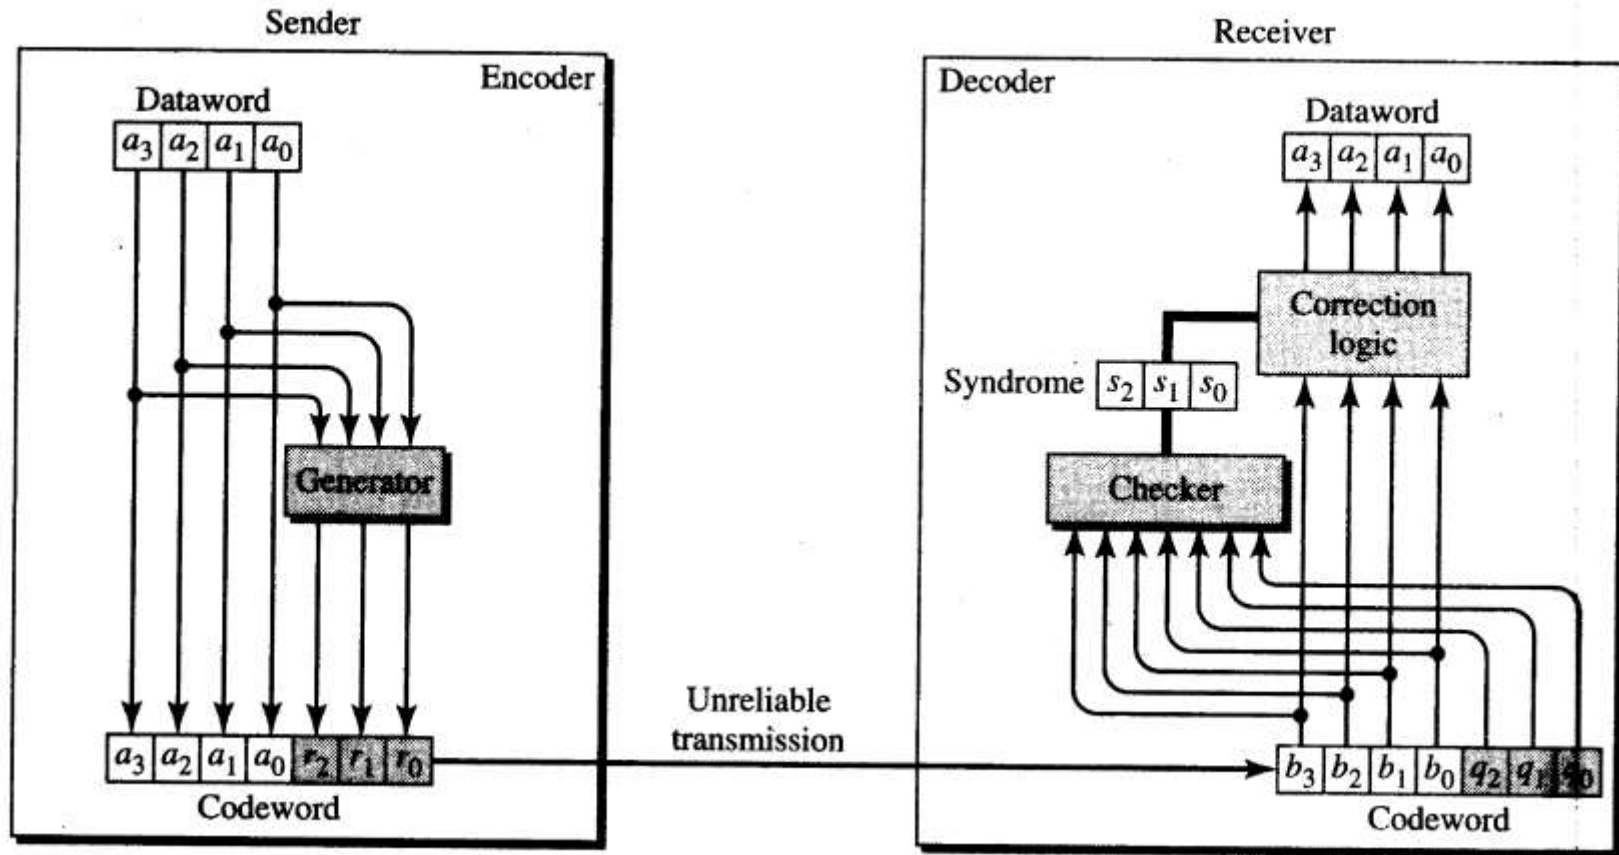 Sender
Encoder
Dataword
a3 a2 a1 a0
Generator
a3 a2 a1 a0 r2 r1 r0
Codeword
Unreliable
transmission
Receiver
Decoder
Dataword
a3 a2 a1 a0
Correction
logic
Syndrome s2 s1 s0
Checker
b3 b2 b1 b0 q2 q1 q0
Codeword